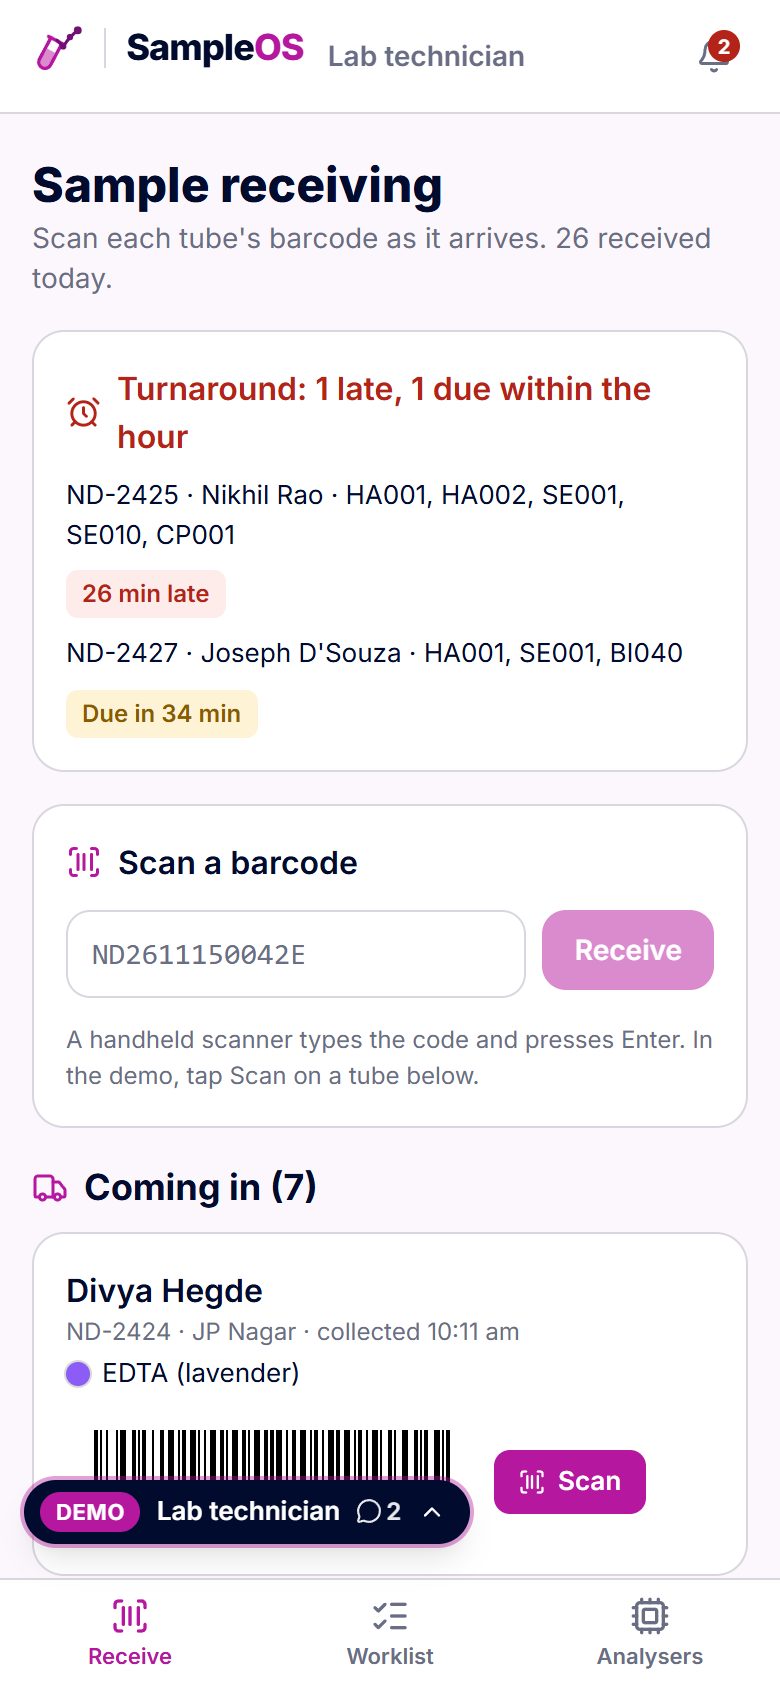 SampleOS Lab technician 2
Sample receiving
Scan each tube's barcode as it arrives. 26 received
today.
Turnaround: 1 late, 1 due within the
hour
ND-2425 · Nikhil Rao · HA001, HA002, SE001,
SE010, CP001
26 min late
ND-2427 · Joseph D'Souza · HA001, SE001, BI040
Due in 34 min
Scan a barcode
ND2611150042E Receive
A handheld scanner types the code and presses Enter. In
the demo, tap Scan on a tube below.
Coming in (7)
Divya Hegde
ND-2424 · JP Nagar · collected 10:11 am
EDTA (lavender)
Scan
DEMO Lab technician 2
Receive Worklist Analysers